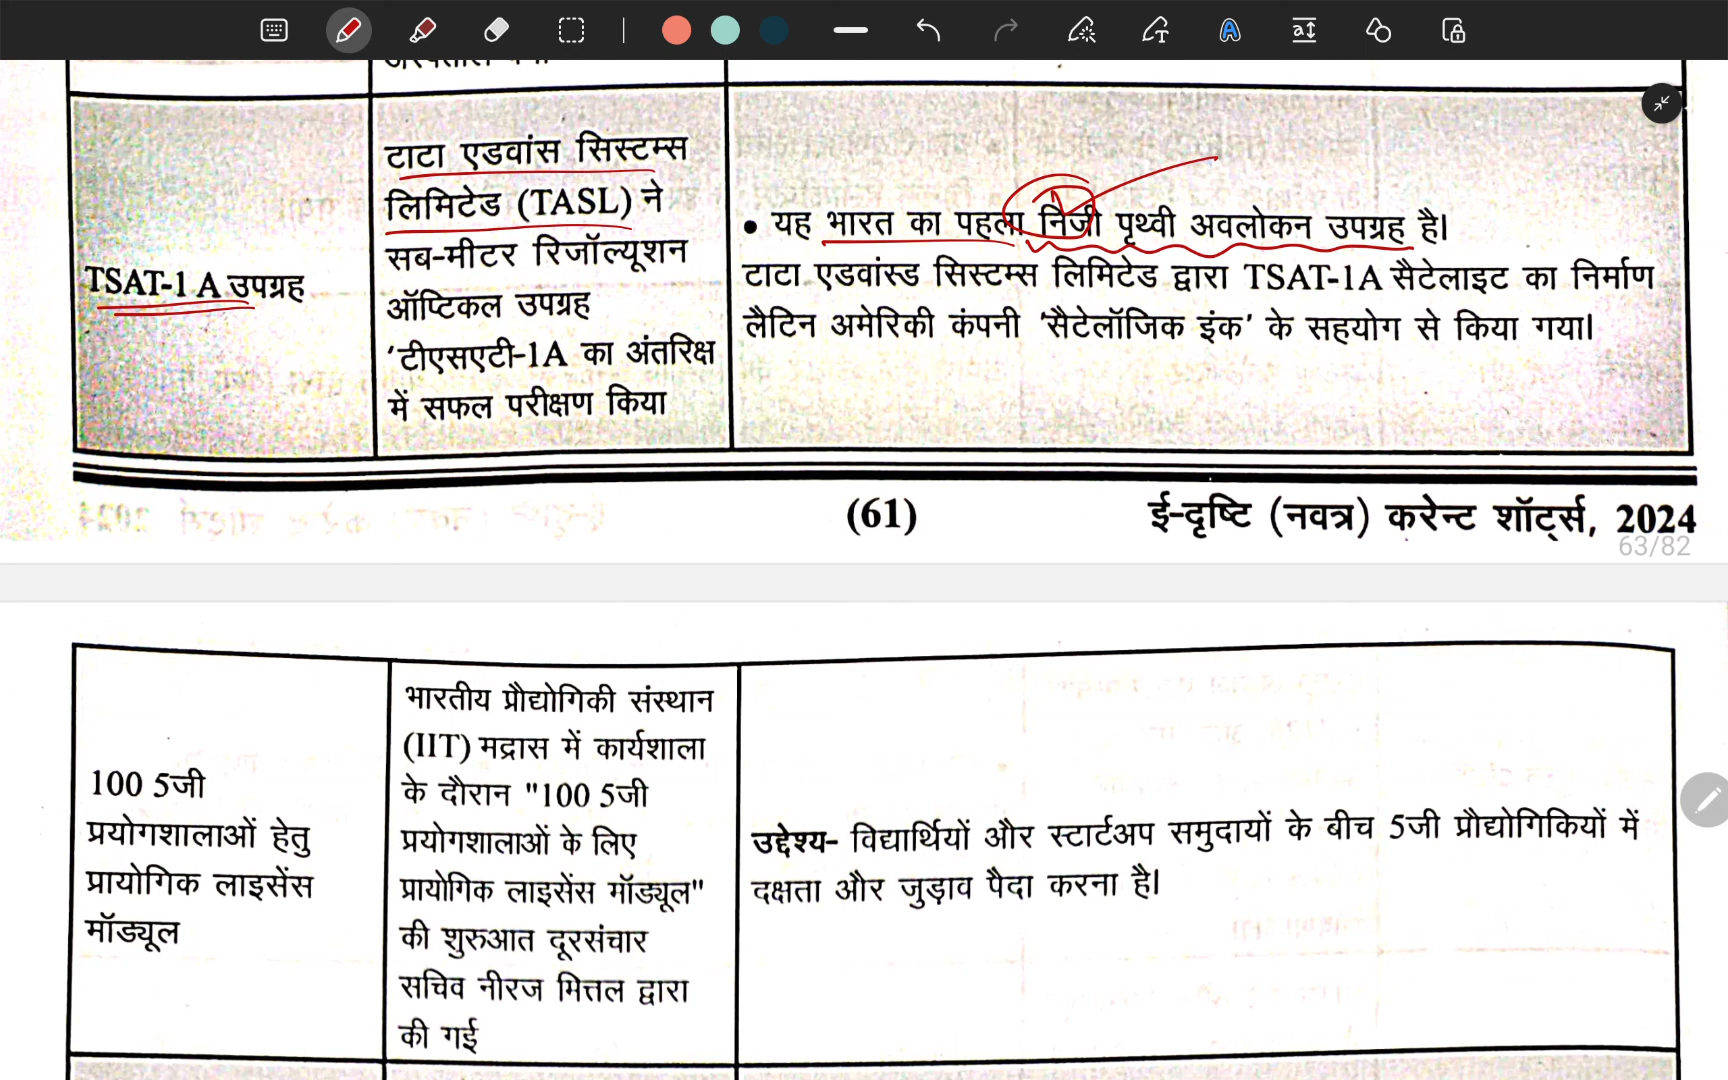 TSAT-1 A उपग्रह
टाटा एडवांस सिस्टम्स
लिमिटेड (TASL) ने
सब-मीटर रिजॉल्यूशन
ऑप्टिकल उपग्रह
'टीएसएटी-1A का अंतरिक्ष
में सफल परीक्षण किया
• यह भारत का पहला निजी पृथ्वी अवलोकन उपग्रह है।
टाटा एडवांस्ड सिस्टम्स लिमिटेड द्वारा TSAT-1A सैटेलाइट का निर्माण
लैटिन अमेरिकी कंपनी 'सैटेलॉजिक इंक' के सहयोग से किया गया।
(61)
ई-दृष्टि (नवत्र) करेन्ट शॉर्ट्स, 2024
63/82
100 5जी
प्रयोगशालाओं हेतु
प्रायोगिक लाइसेंस
मॉड्यूल
भारतीय प्रौद्योगिकी संस्थान
(IIT) मद्रास में कार्यशाला
के दौरान "100 5जी
प्रयोगशालाओं के लिए
प्रायोगिक लाइसेंस मॉड्यूल"
की शुरुआत दूरसंचार
सचिव नीरज मित्तल द्वारा
की गई
उद्देश्य- विद्यार्थियों और स्टार्टअप समुदायों के बीच 5जी प्रौद्योगिकियों में
दक्षता और जुड़ाव पैदा करना है।